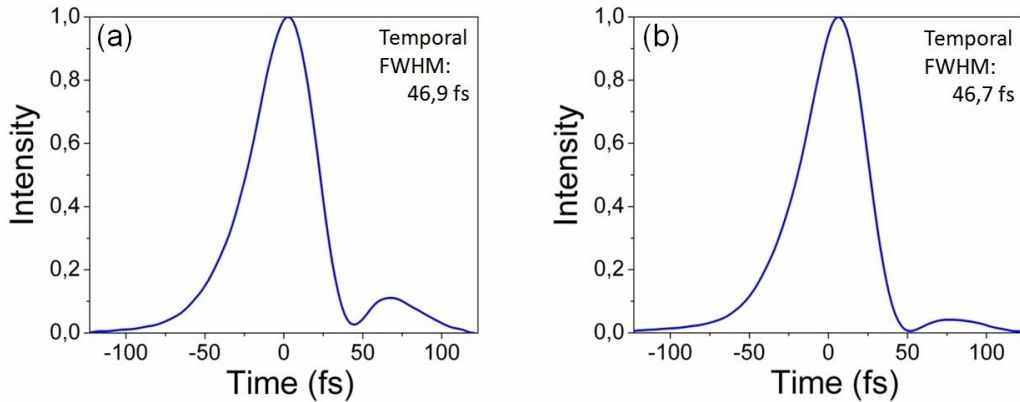 (a)
Temporal
FWHM:
46,9 fs
Intensity
1,0
0,8
0,6
0,4
0,2
0,0
-100
-50
0
50
100
Time (fs)
(b)
Temporal
FWHM:
46,7 fs
Intensity
1,0
0,8
0,6
0,4
0,2
0,0
-100
-50
0
50
100
Time (fs)